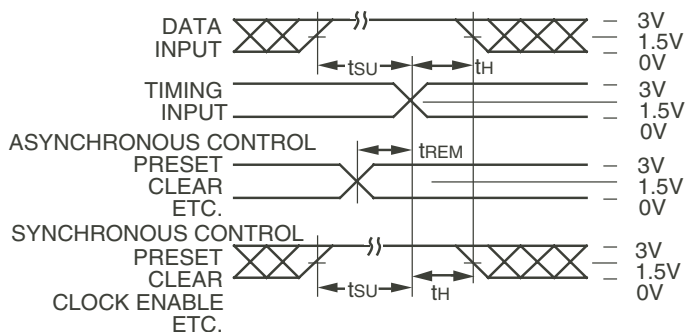 DATA
INPUT
3V
1.5V
0V
tSU
tH
TIMING
INPUT
3V
1.5V
0V
ASYNCHRONOUS CONTROL
PRESET
CLEAR
ETC.
tREM
3V
1.5V
0V
SYNCHRONOUS CONTROL
PRESET
CLEAR
CLOCK ENABLE
ETC.
tSU
tH
3V
1.5V
0V